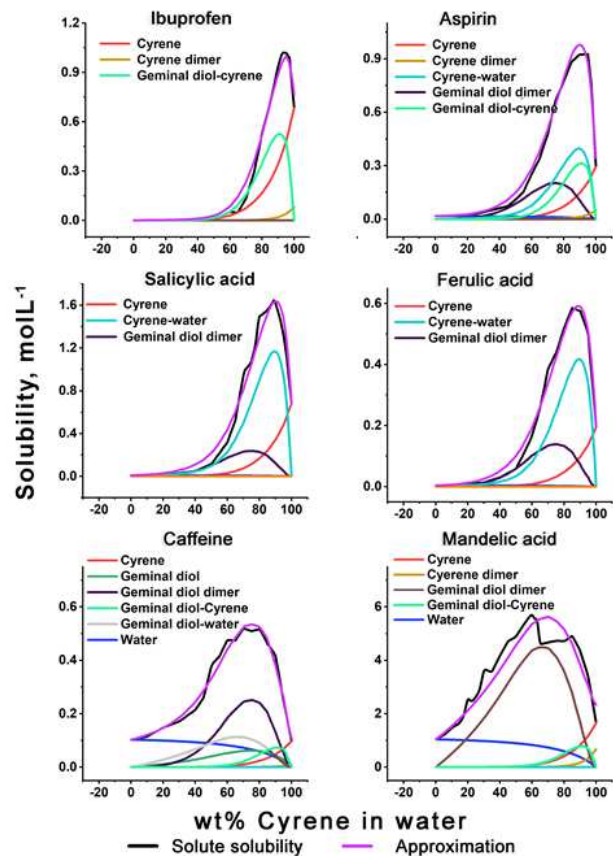 Ibuprofen
Cyrene
Cyrene dimer
Geminal diol-cyrene
1.2
0.9
0.6
0.3
0.0
-20 0 20 40 60 80 100
Aspirin
Cyrene
Cyrene dimer
Cyrene-water
Geminal diol dimer
Geminal diol-cyrene
0.9
0.6
0.3
0.0
-20 0 20 40 60 80 100
Salicylic acid
Cyrene
Cyrene-water
Geminal diol dimer
1.6
1.2
0.8
0.4
0.0
-20 0 20 40 60 80 100
Ferulic acid
Cyrene
Cyrene-water
Geminal diol dimer
0.6
0.4
0.2
0.0
-20 0 20 40 60 80 100
Caffeine
Cyrene
Geminal diol
Geminal diol dimer
Geminal diol-Cyrene
Geminal diol-water
Water
0.6
0.4
0.2
0.0
-20 0 20 40 60 80 100
Mandelic acid
Cyrene
Cyerene dimer
Geminal diol dimer
Geminal diol-Cyrene
Water
6
4
2
0
-20 0 20 40 60 80 100
Solubility, molL⁻¹
wt% Cyrene in water
Solute solubility Approximation